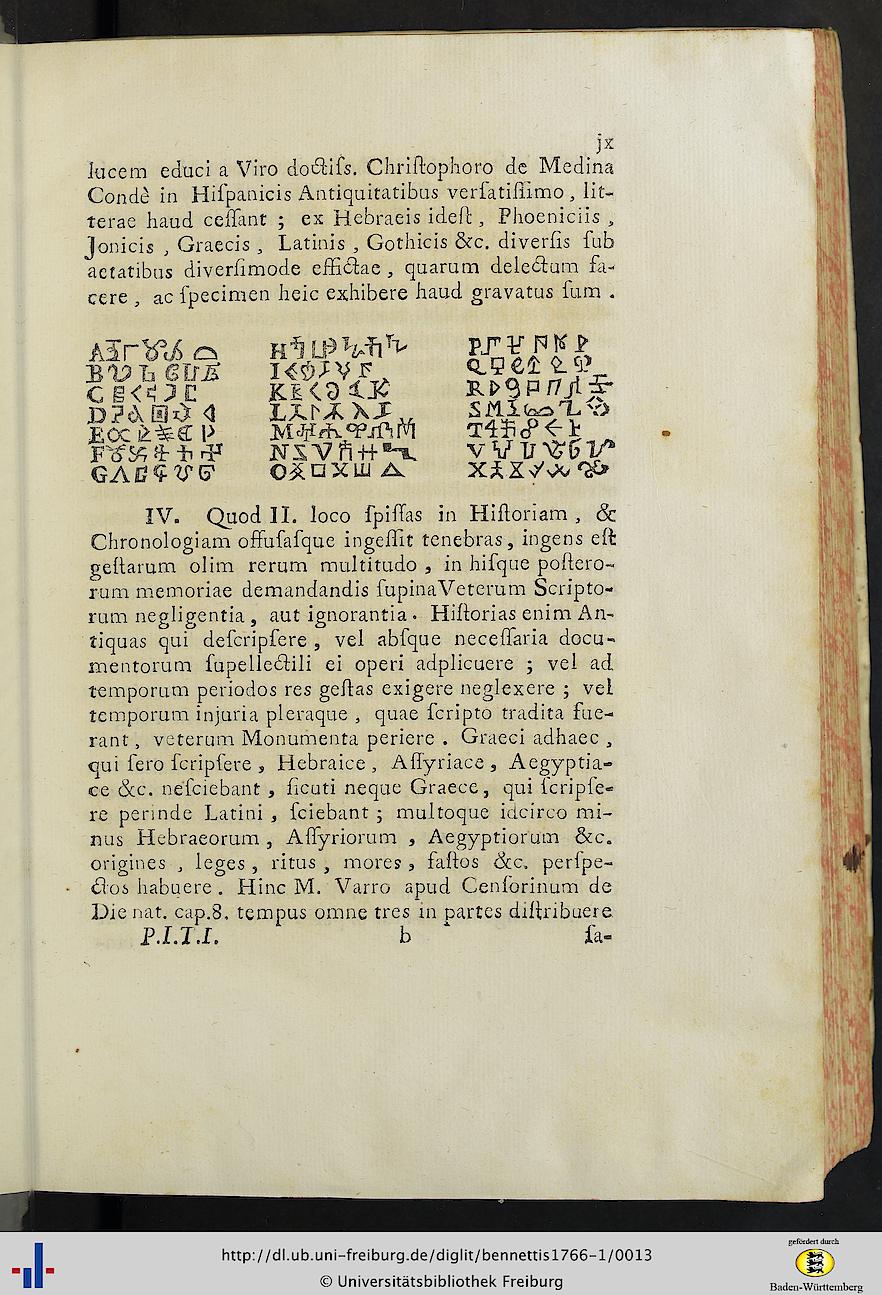 jx
lucem educi a Viro doctiſs. Chriſtophoro de Medina
Condè in Hiſpanicis Antiquitatibus verſatiſſimo, lit-
terae haud ceſſant ; ex Hebraeis ideſt, Phoeniciis,
Jonicis, Graecis, Latinis, Gothicis &c. diverſis ſub
aetatibus diverſimode effictae, quarum delectum fa-
cere, ac ſpecimen heic exhibere haud gravatus ſum.
A
B
C
D
E
F
G
H
I
K
L
M
N
O
P
Q
R
S
T
V
X
IV. Quod II. loco ſpiſſas in Hiſtoriam, &
Chronologiam offuſaſque ingeſſit tenebras, ingens eſt
geſtarum olim rerum multitudo, in hiſque poſtero-
rum memoriae demandandis ſupinaVeterum Scripto-
rum negligentia, aut ignorantia. Hiſtorias enim An-
tiquas qui deſcripſere, vel abſque neceſſaria docu-
mentorum ſupellectili ei operi adplicuere ; vel ad
temporum periodos res geſtas exigere neglexere ; vel
temporum injuria pleraque, quae ſcripto tradita fue-
rant, veterum Monumenta periere. Graeci adhaec,
qui ſero ſcripſere, Hebraice, Aſſyriace, Aegyptia-
ce &c. neſciebant, ſicuti neque Graece, qui ſcripſe-
re perinde Latini, ſciebant ; multoque idcirco mi-
nus Hebraeorum, Aſſyriorum, Aegyptiorum &c.
origines, leges, ritus, mores, faſtos &c. perſpe-
ctos habuere. Hinc M. Varro apud Cenſorinum de
Die nat. cap.8. tempus omne tres in partes diſtribuere
P.I.T.I. b fa-
http://dl.ub.uni-freiburg.de/diglit/bennettis1766-1/0013
© Universitätsbibliothek Freiburg
gefördert durch
Baden-Württemberg